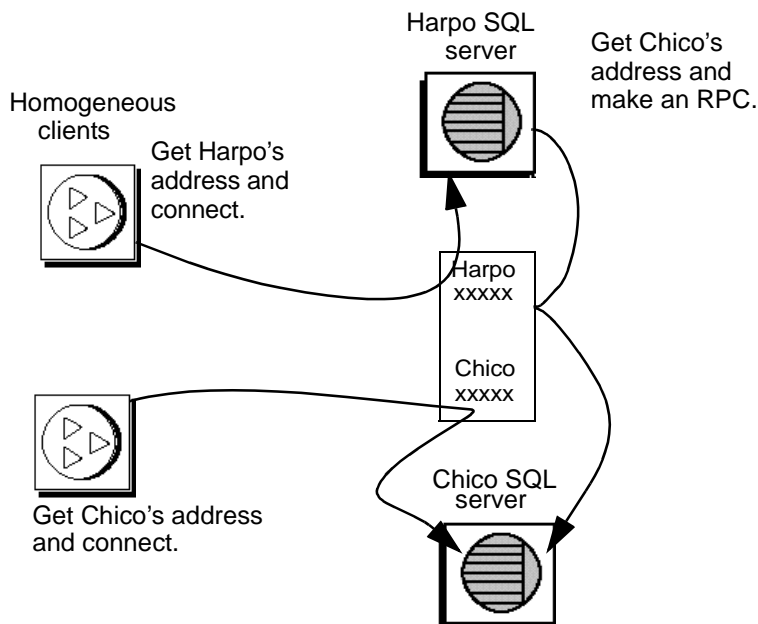 Harpo SQL
server
Get Chico's
address and
make an RPC.
Homogeneous
clients
Get Harpo's
address and
connect.
Harpo
xxxxx
Chico
xxxxx
Get Chico's address
and connect.
Chico SQL
server